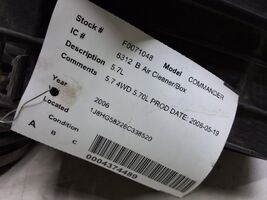 Stock #
F0071048
Model
COMMANDER
IC #
6312 B Air Cleaner/Box
Description
5.7L
Comments
5.7 4WD 5.70L PROD DATE: 2006-05-19
Year
2006
Located
1J8HG58226C338520
Condition
A B C
0004374489